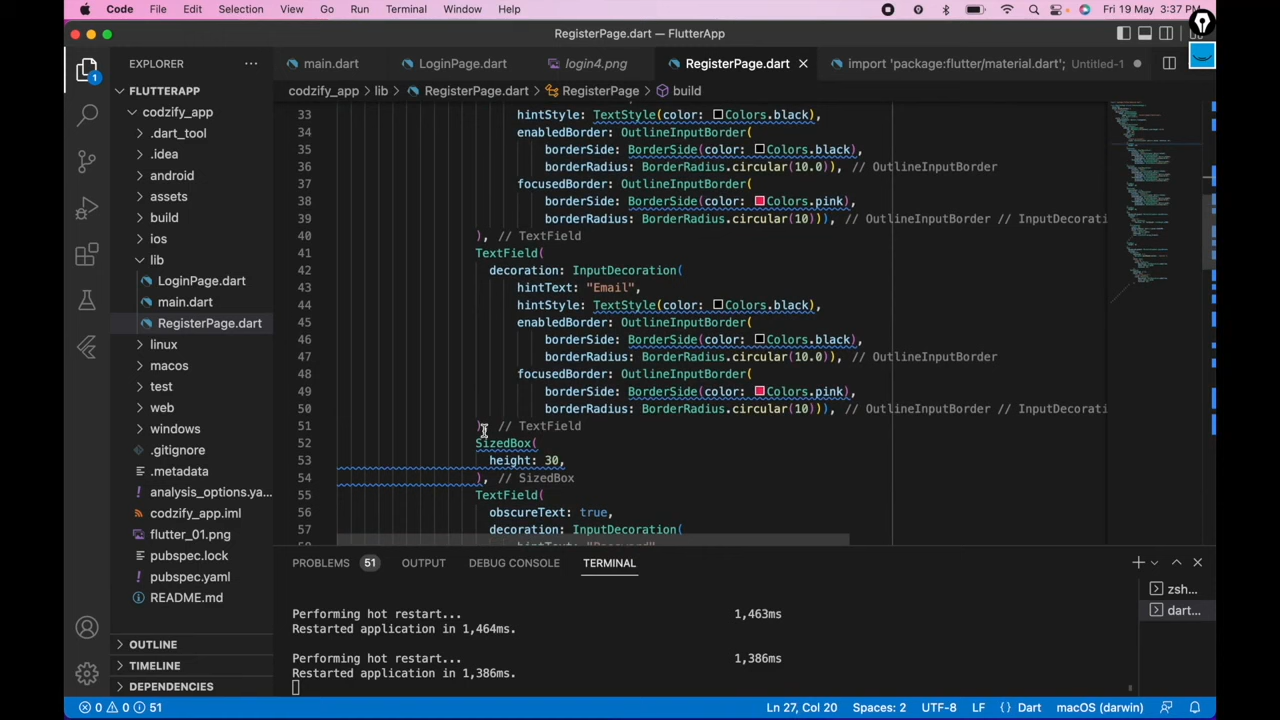 Code File Edit Selection View Go Run Terminal Window Help Fri 19 May 3:37 PM
RegisterPage.dart — FlutterApp
EXPLORER
main.dart LoginPage.dart login4.png RegisterPage.dart import 'package:flutter/material.dart'; Untitled-1
codzify_app > lib > RegisterPage.dart > RegisterPage > build
1
FLUTTERAPP
codzify_app
.dart_tool
.idea
android
assets
build
ios
lib
LoginPage.dart
main.dart
RegisterPage.dart
linux
macos
test
web
windows
.gitignore
.metadata
analysis_options.ya...
codzify_app.iml
flutter_01.png
pubspec.lock
pubspec.yaml
README.md
OUTLINE
TIMELINE
DEPENDENCIES
33 hintStyle: TextStyle(color: Colors.black),
34 enabledBorder: OutlineInputBorder(
35 borderSide: BorderSide(color: Colors.black),
36 borderRadius: BorderRadius.circular(10.0)), // OutlineInputBorder
37 focusedBorder: OutlineInputBorder(
38 borderSide: BorderSide(color: Colors.pink),
39 borderRadius: BorderRadius.circular(10))), // OutlineInputBorder // InputDecorati
40 ), // TextField
41 TextField(
42 decoration: InputDecoration(
43 hintText: "Email",
44 hintStyle: TextStyle(color: Colors.black),
45 enabledBorder: OutlineInputBorder(
46 borderSide: BorderSide(color: Colors.black),
47 borderRadius: BorderRadius.circular(10.0)), // OutlineInputBorder
48 focusedBorder: OutlineInputBorder(
49 borderSide: BorderSide(color: Colors.pink),
50 borderRadius: BorderRadius.circular(10))), // OutlineInputBorder // InputDecorati
51 ), // TextField
52 SizedBox(
53 height: 30,
54 ), // SizedBox
55 TextField(
56 obscureText: true,
57 decoration: InputDecoration(
PROBLEMS 51 OUTPUT DEBUG CONSOLE TERMINAL
Performing hot restart... 1,463ms
Restarted application in 1,464ms.
Performing hot restart... 1,386ms
Restarted application in 1,386ms.
zsh...
dart...
0 0 51 Ln 27, Col 20 Spaces: 2 UTF-8 LF { } Dart macOS (darwin)